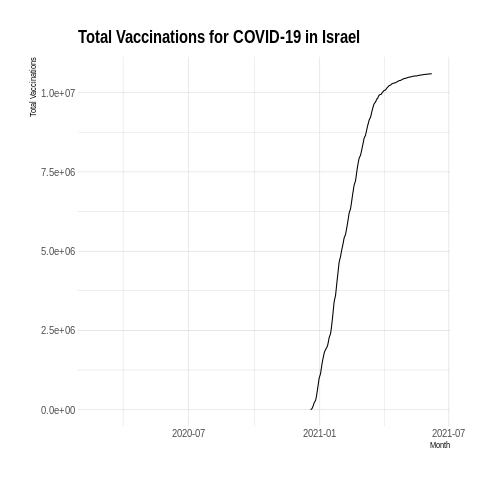 Total Vaccinations for COVID-19 in Israel
Total Vaccinations
1.0e+07
7.5e+06
5.0e+06
2.5e+06
0.0e+00
2020-07
2021-01
2021-07
Month